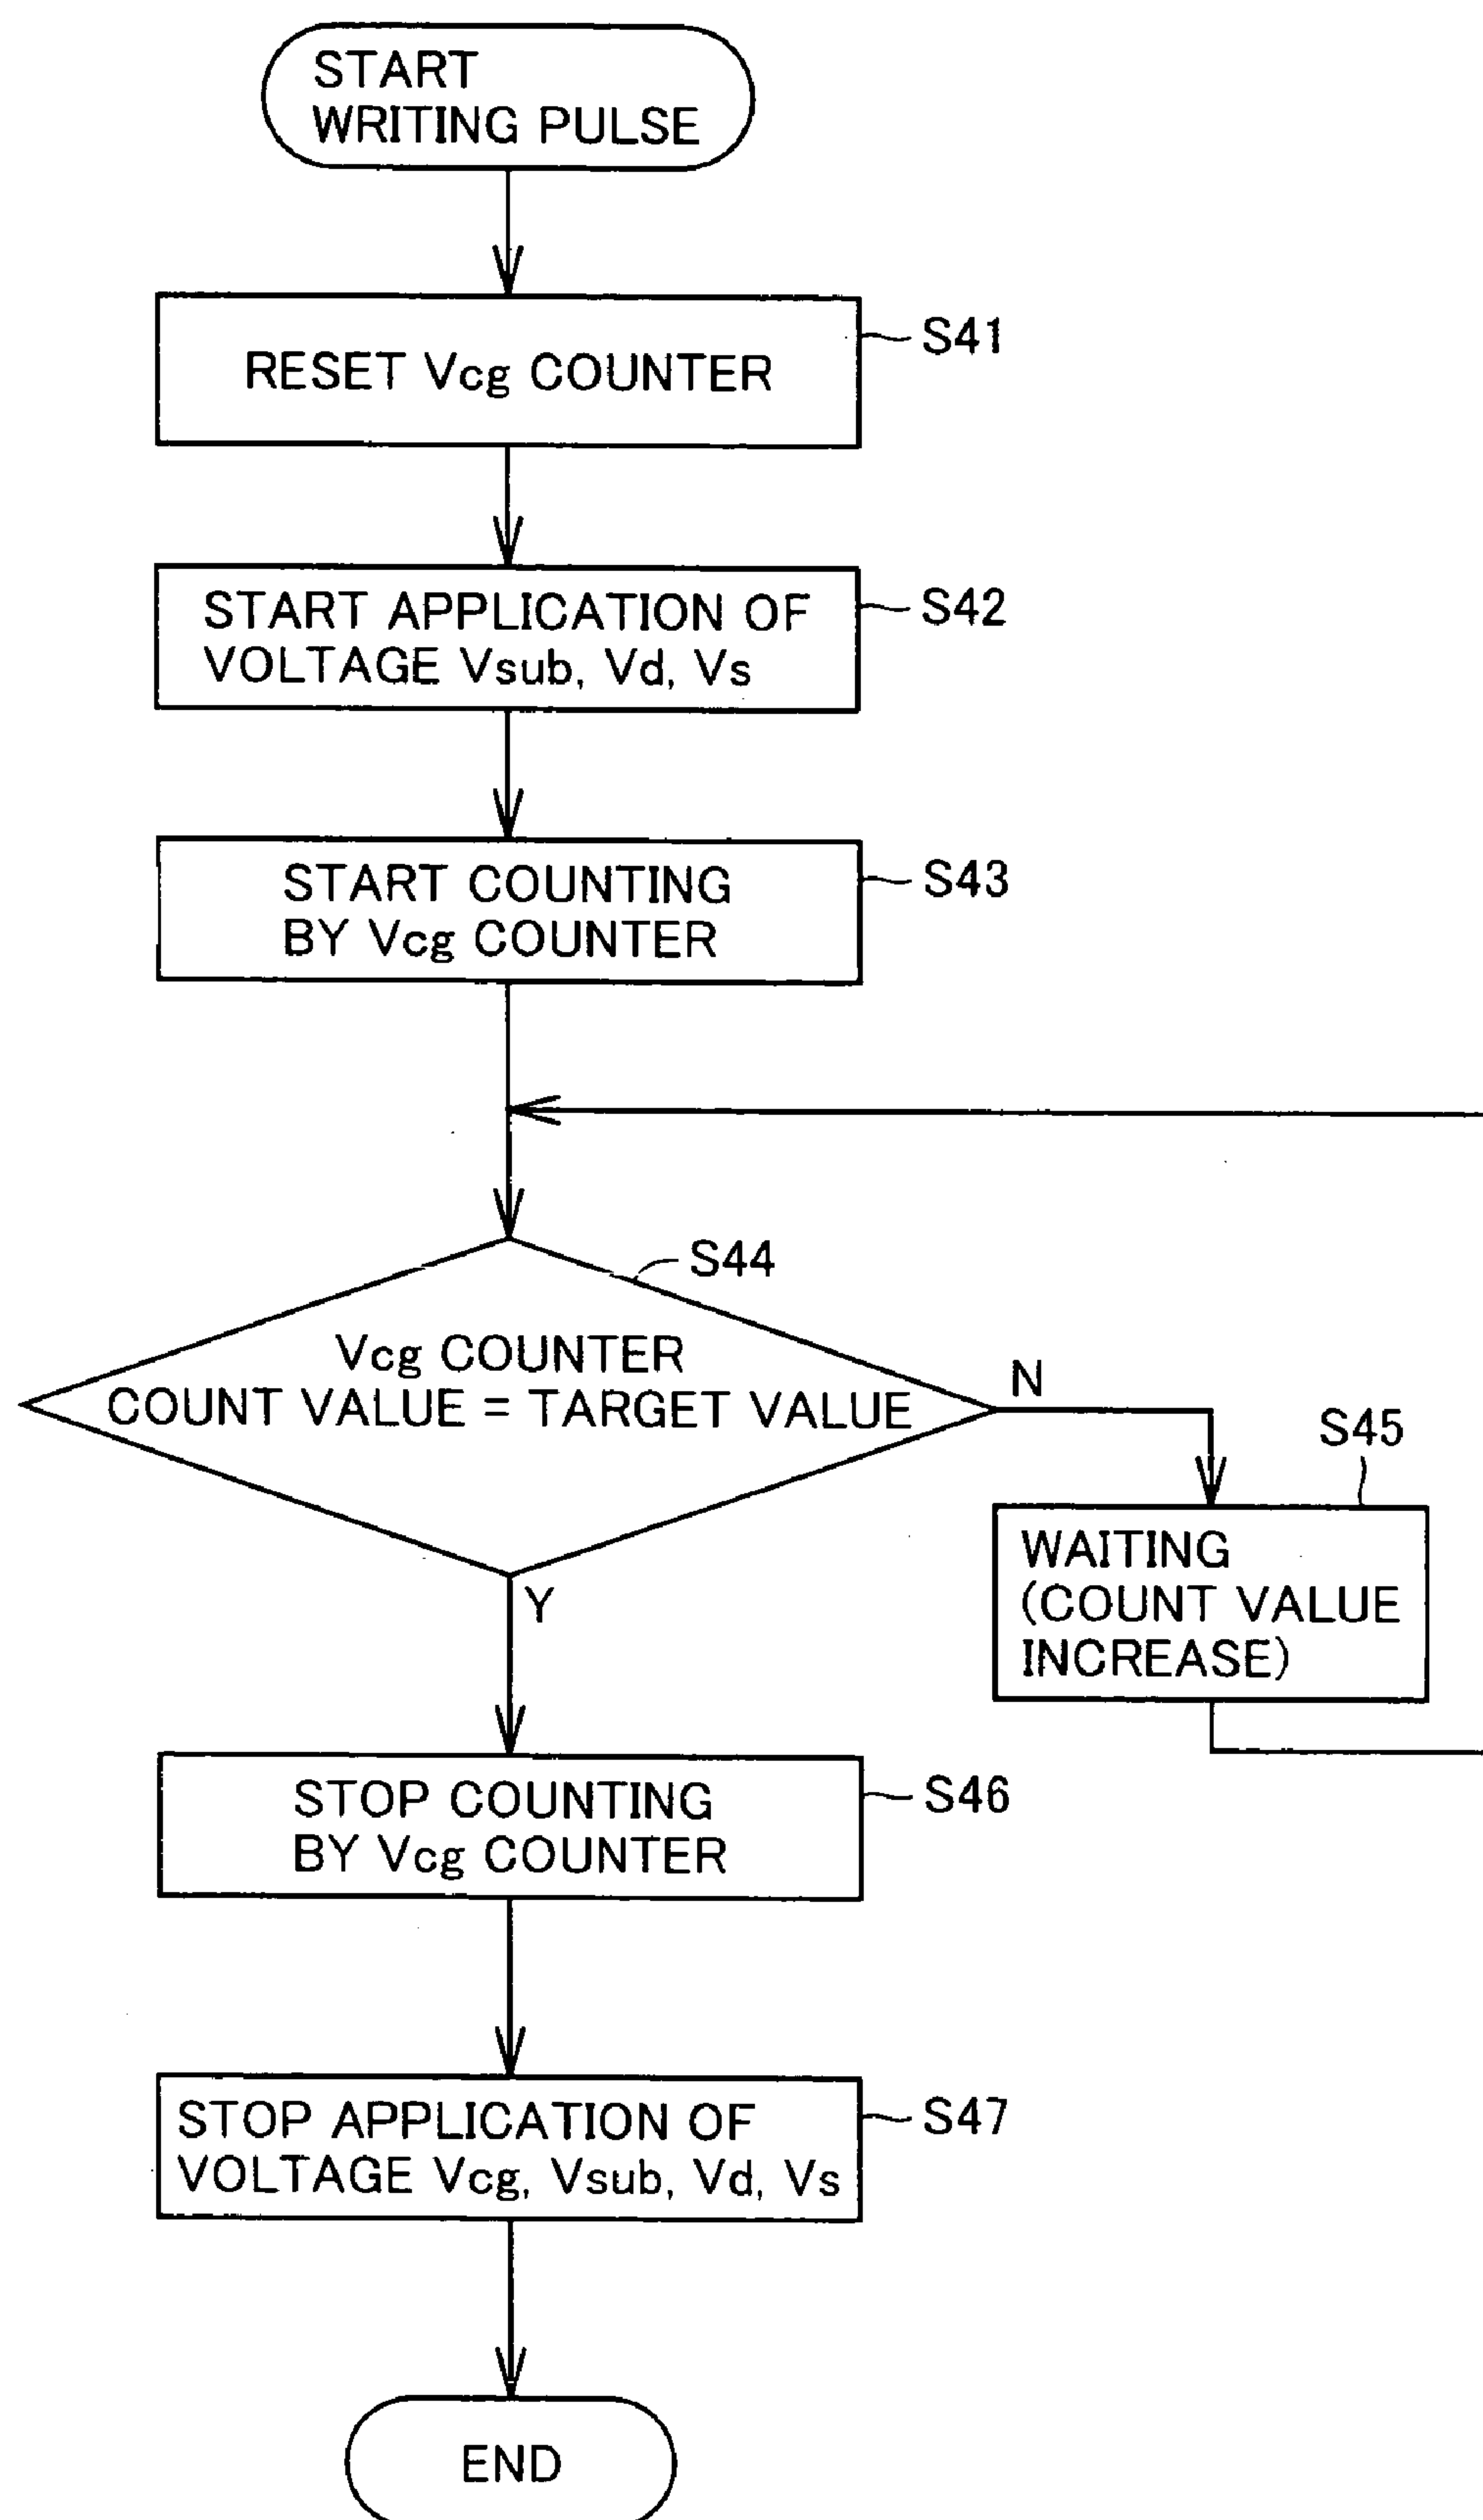 START
WRITING PULSE
RESET Vcg COUNTER
S41
START APPLICATION OF
VOLTAGE Vsub, Vd, Vs
S42
START COUNTING
BY Vcg COUNTER
S43
S44
Vcg COUNTER
COUNT VALUE = TARGET VALUE
N
S45
WAITING
(COUNT VALUE
INCREASE)
Y
STOP COUNTING
BY Vcg COUNTER
S46
STOP APPLICATION OF
VOLTAGE Vcg, Vsub, Vd, Vs
S47
END